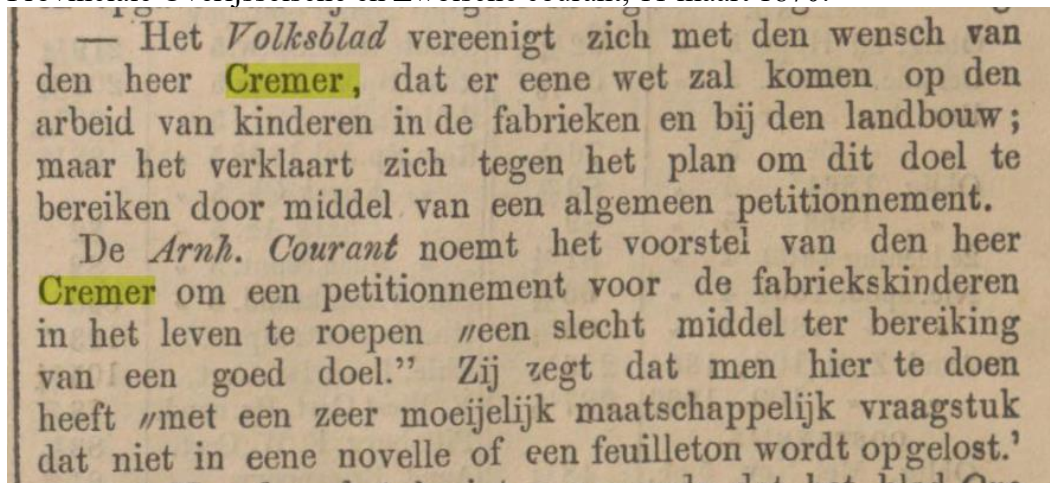 — Het Volksblad vereenigt zich met den wensch van
den heer Cremer, dat er eene wet zal komen op den
arbeid van kinderen in de fabrieken en bij den landbouw;
maar het verklaart zich tegen het plan om dit doel te
bereiken door middel van een algemeen petitionnement.
De Arnh. Courant noemt het voorstel van den heer
Cremer om een petitionnement voor de fabriekskinderen
in het leven te roepen „een slecht middel ter bereiking
van een goed doel.” Zij zegt dat men hier te doen
heeft „met een zeer moeijelijk maatschappelijk vraagstuk
dat niet in eene novelle of een feuilleton wordt opgelost.’